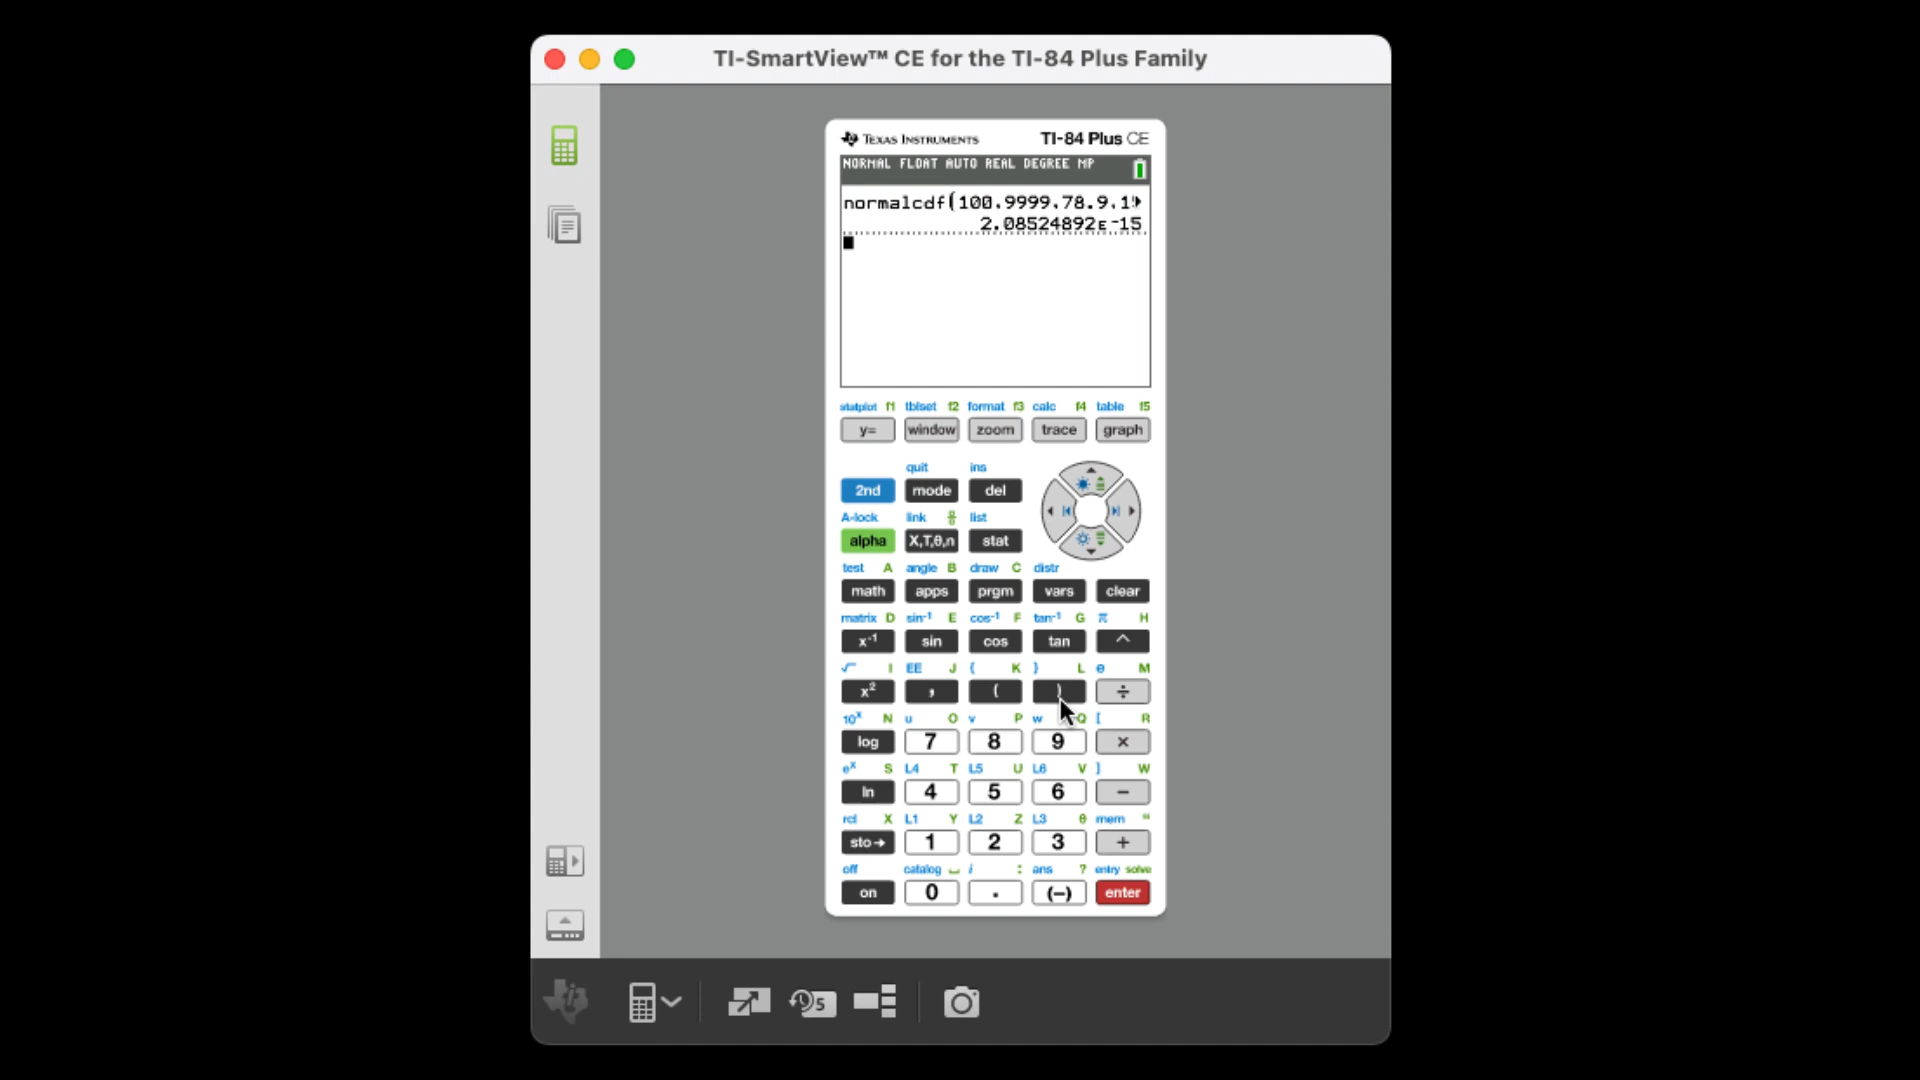 TI-SmartView™ CE for the TI-84 Plus Family
TEXAS INSTRUMENTS TI-84 Plus CE
NORMAL FLOAT AUTO REAL DEGREE MP
normalcdf(100,9999,78.9,1
2.08524892ᴇ-15
statplot f1 tblset f2 format f3 calc f4 table f5
y= window zoom trace graph
quit ins
2nd mode del
A-lock link list
alpha X,T,θ,n stat
test A angle B draw C distr
math apps prgm vars clear
matrix D sin-1 E cos-1 F tan-1 G π H
x-1 sin cos tan ^
√ I EE J { K } L e M
x² , ( ) ÷
10ˣ N u O v P w Q [ R
log 7 8 9 ×
eˣ S L4 T L5 U L6 V ] W
ln 4 5 6 −
rcl X L1 Y L2 Z L3 θ mem "
sto→ 1 2 3 +
off catalog i : ans ? entry solve
on 0 . (−) enter
5